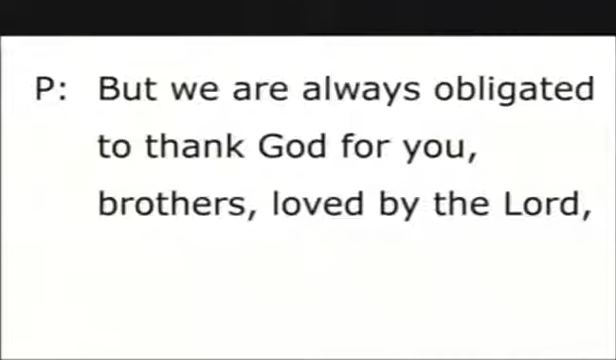 P: But we are always obligated
to thank God for you,
brothers, loved by the Lord,